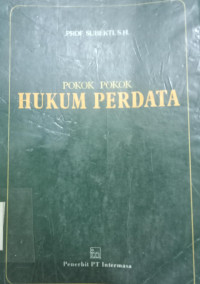 PROF. SUBEKTI, S.H.
POKOK POKOK
HUKUM PERDATA
Penerbit PT Intermasa